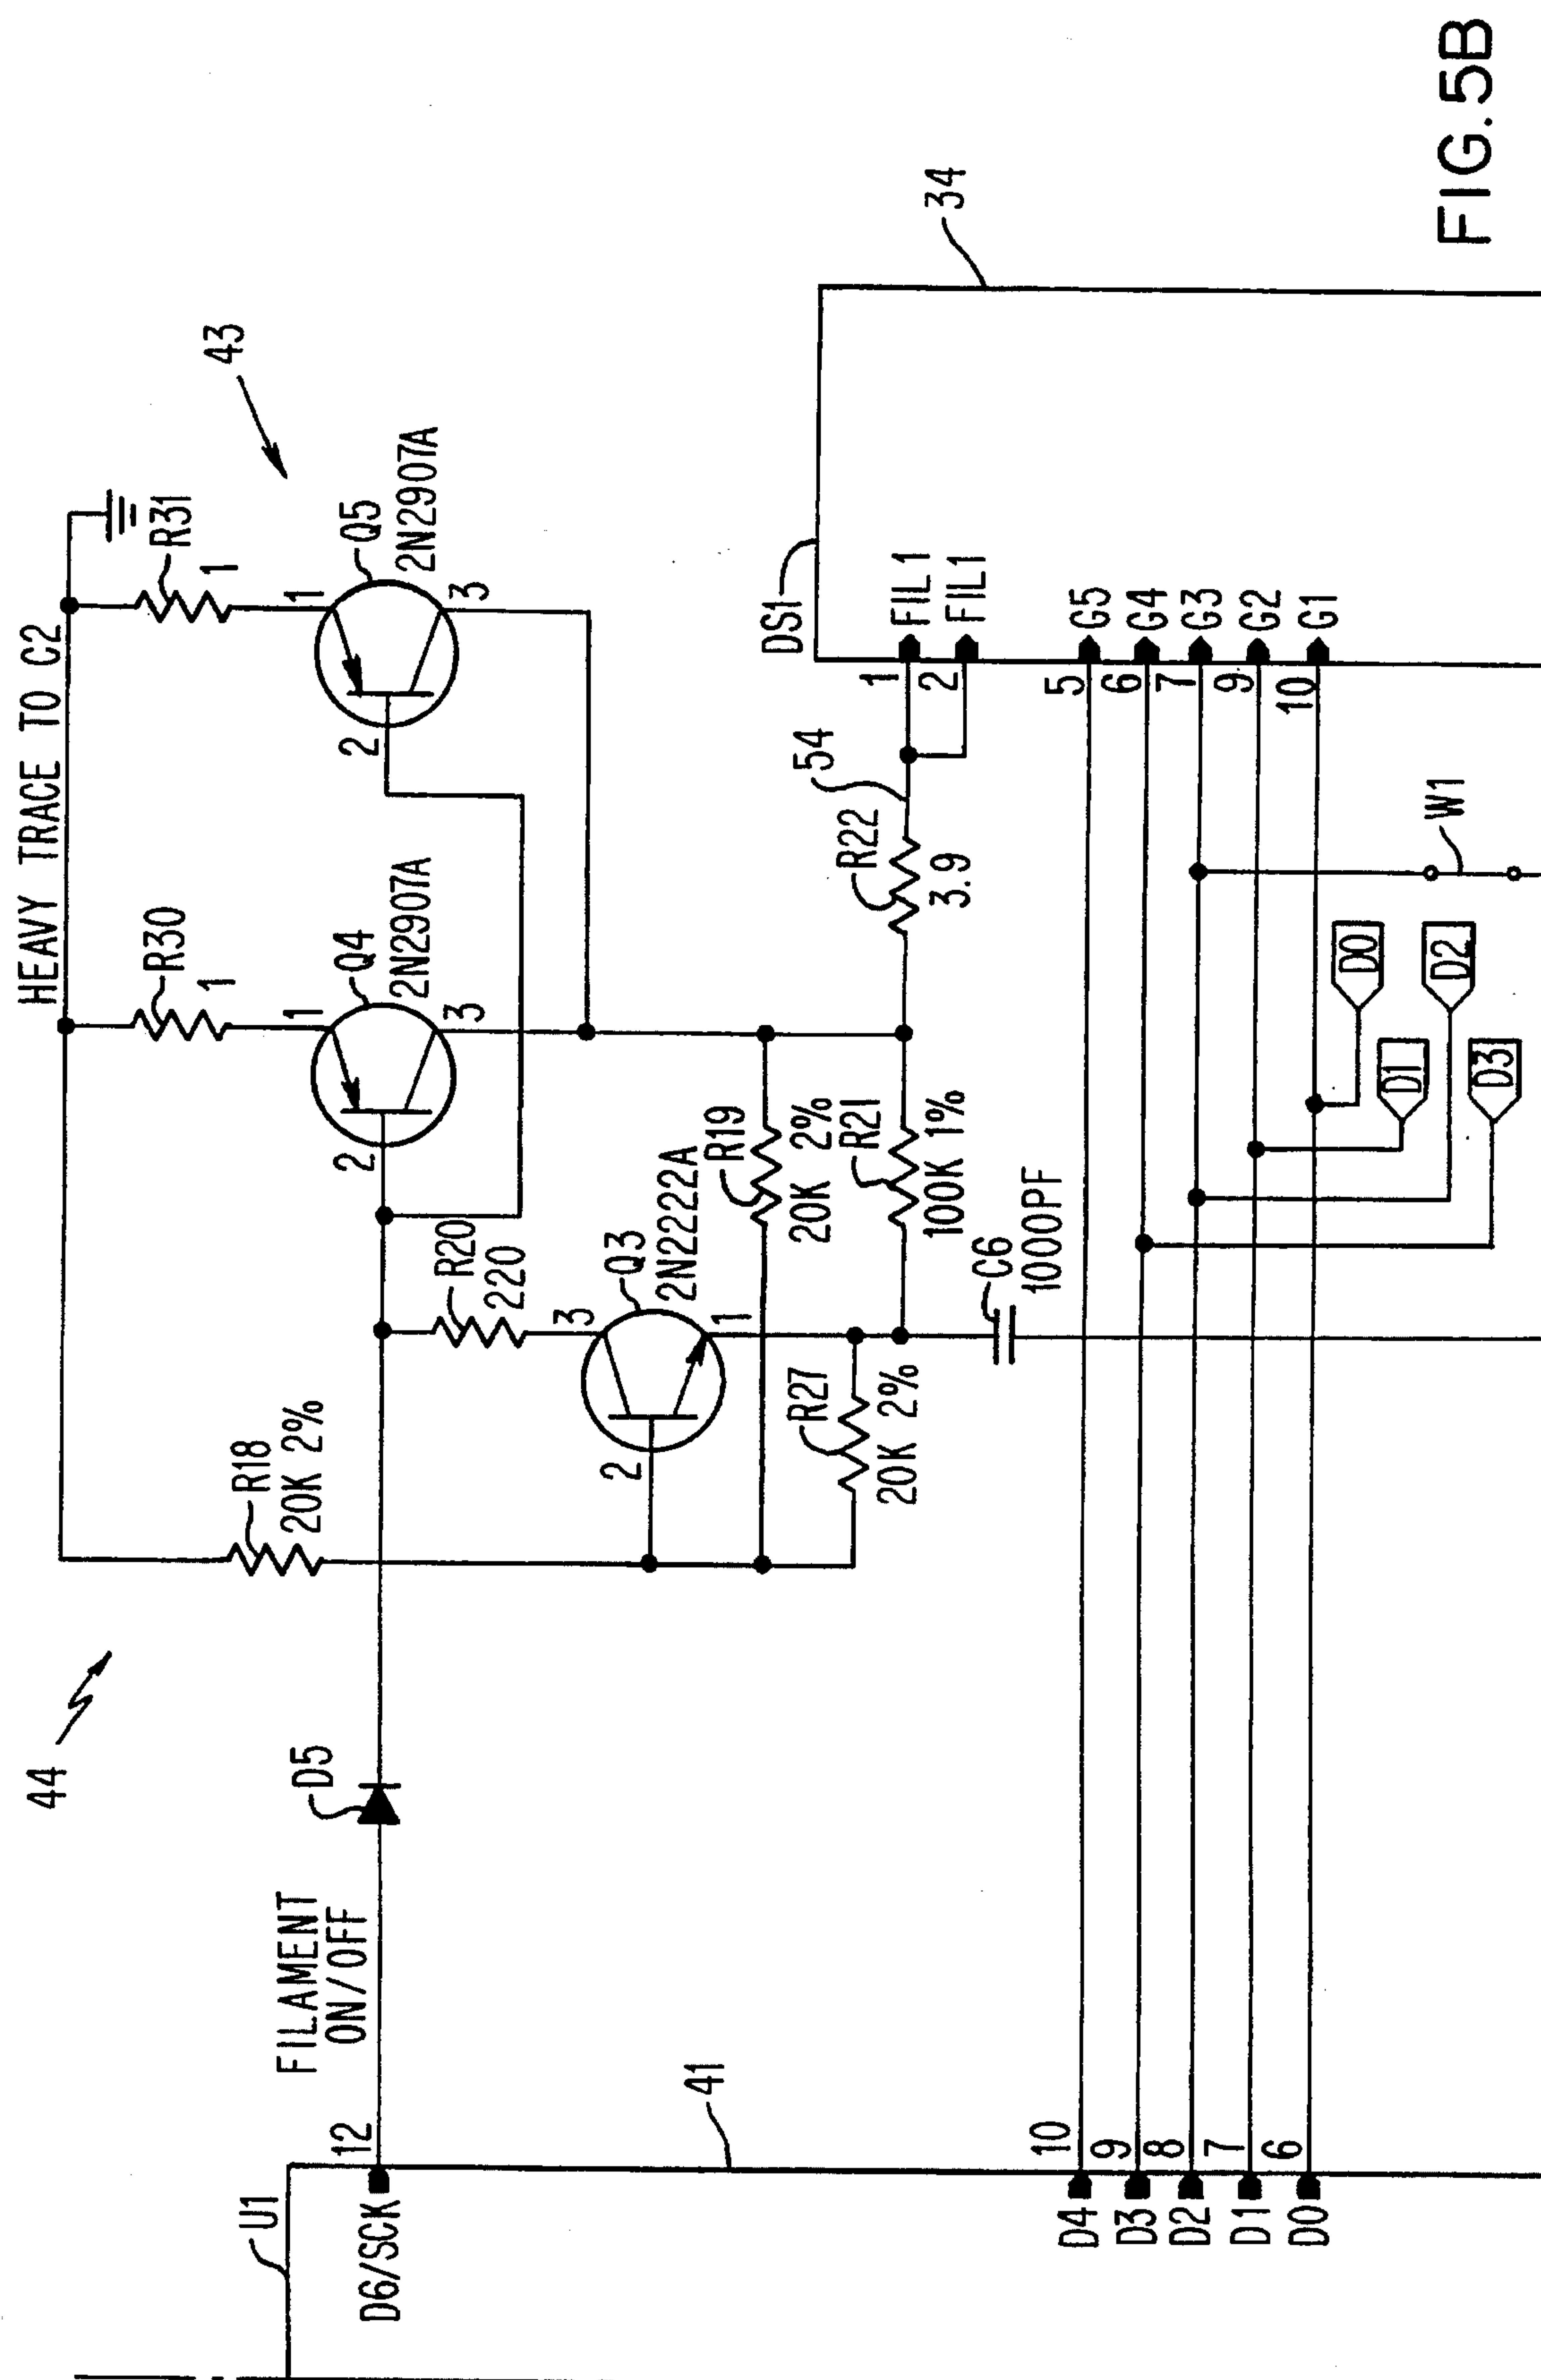 HEAVY TRACE TO C2
R31
1
R30
1
43
1
Q5
2N2907A
2
3
1
Q4
2N2907A
2
3
R18
20K 2%
44
R20
220
3
Q3
2N2222A
2
1
R19
20K 2%
R21
100K 1%
R27
20K 2%
C6
1000PF
D5
FILAMENT
ON/OFF
R22
3.9
54
DS1
34
1
FIL1
2
FIL1
5
G5
6
G4
7
G3
9
G2
10
G1
U1
12
D6/SCK
41
D4
10
D3
9
D2
8
D1
7
D0
6
D0
D1
D2
D3
W1
FIG.5B